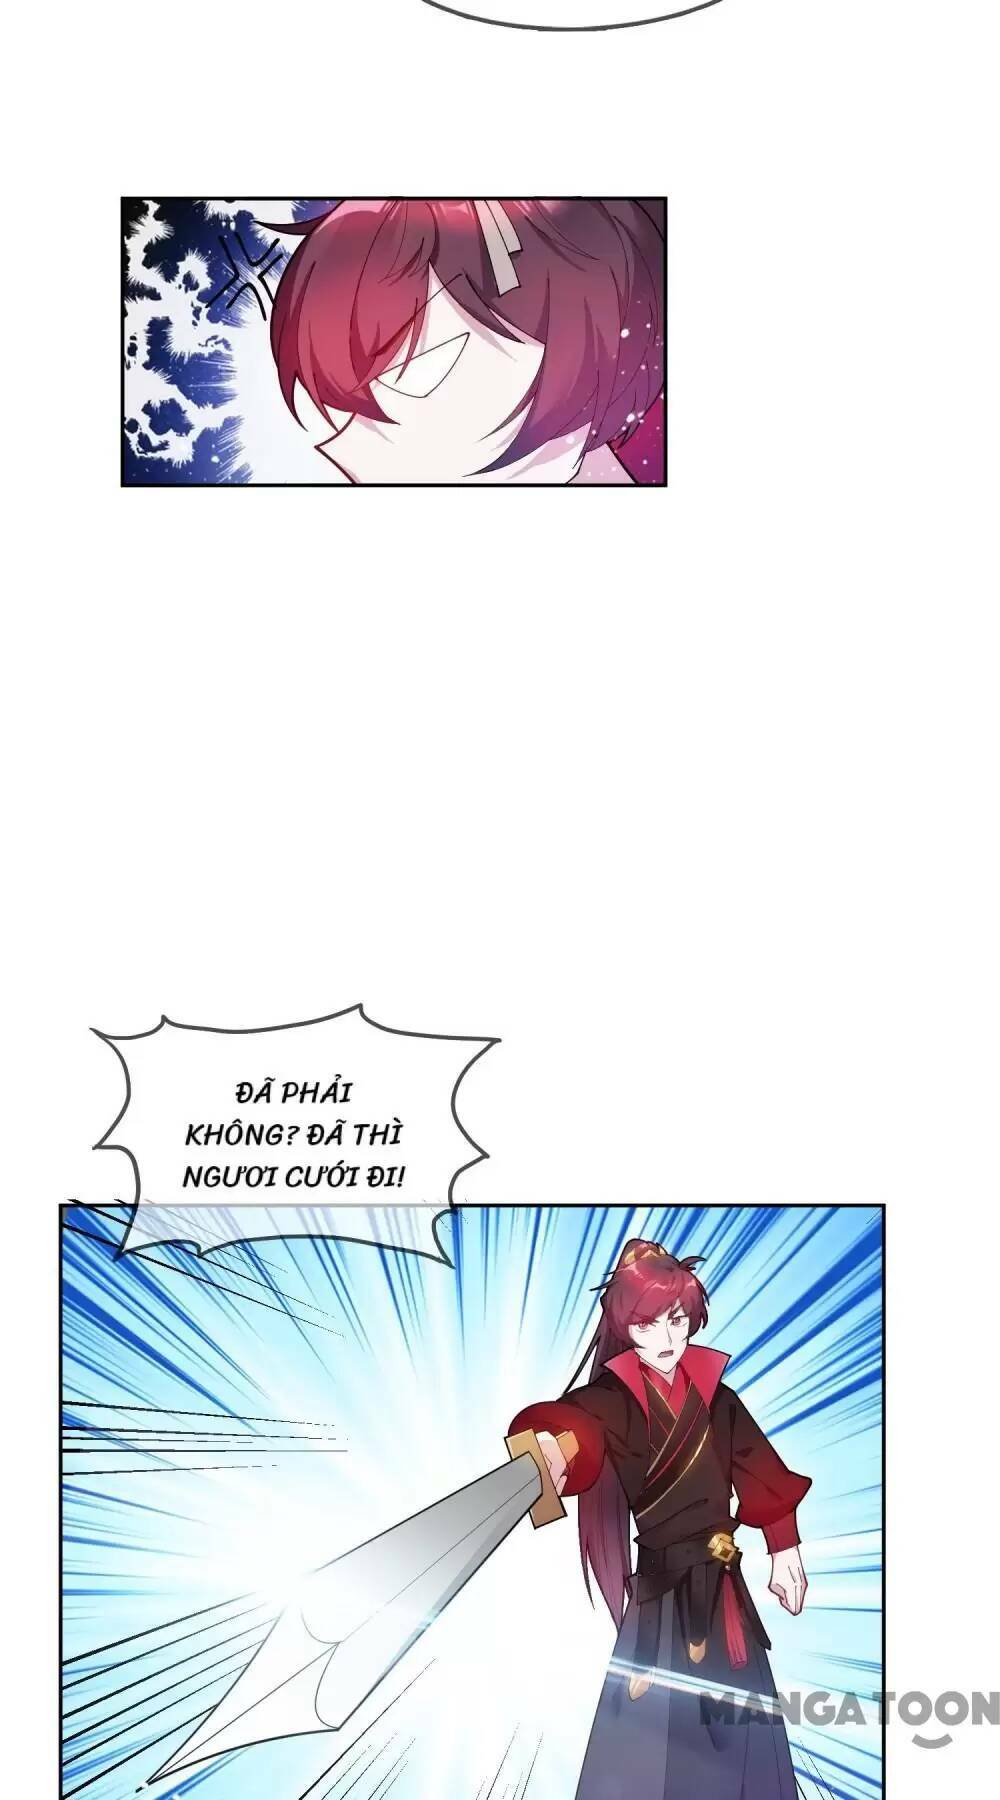 ĐÃ PHẢI
KHÔNG? ĐÃ THÌ
NGƯƠI CƯỚI ĐI!
MANGATOON